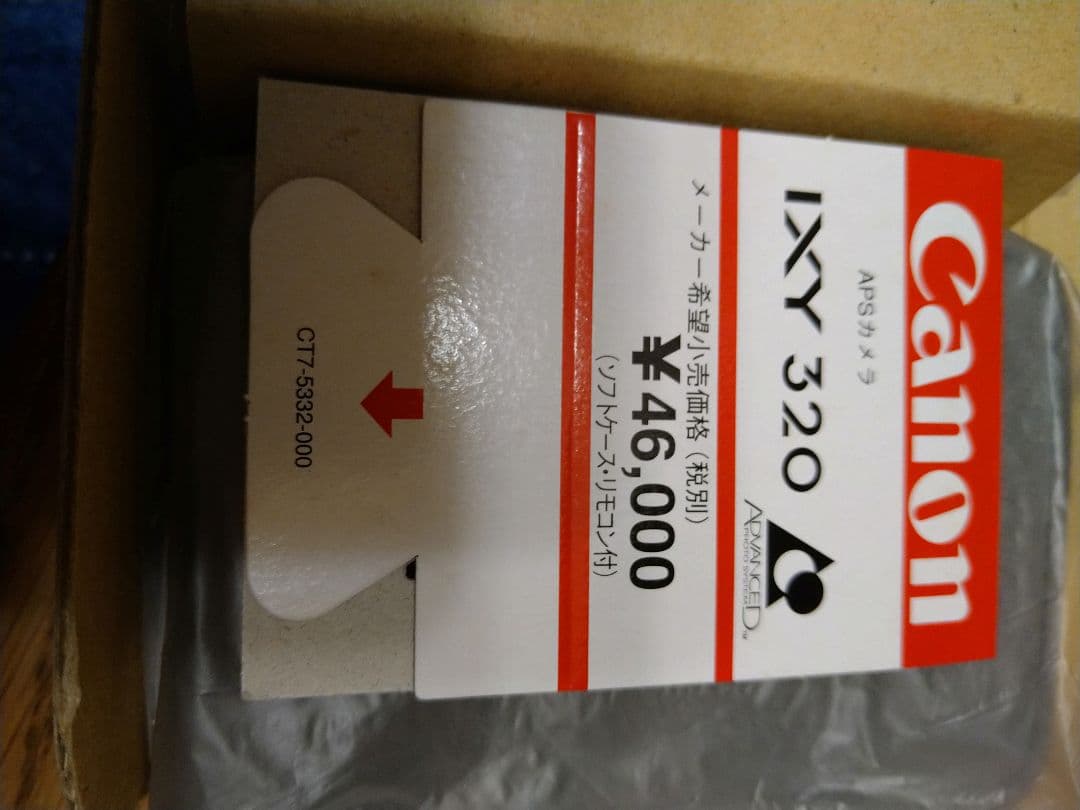 Canon
APSカメラ
IXY 320
ADVANCED
PHOTO SYSTEM
TM
メーカー希望小売価格(税別)
¥46,000
(ソフトケース・リモコン付)
CT7-5332-000